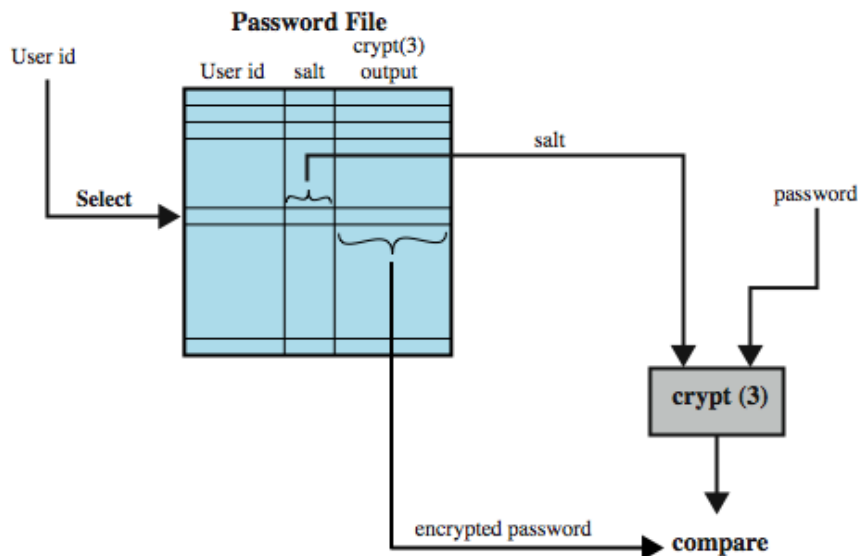 Password File
User id
User id
salt
crypt(3)
output
salt
Select
password
crypt (3)
encrypted password
compare